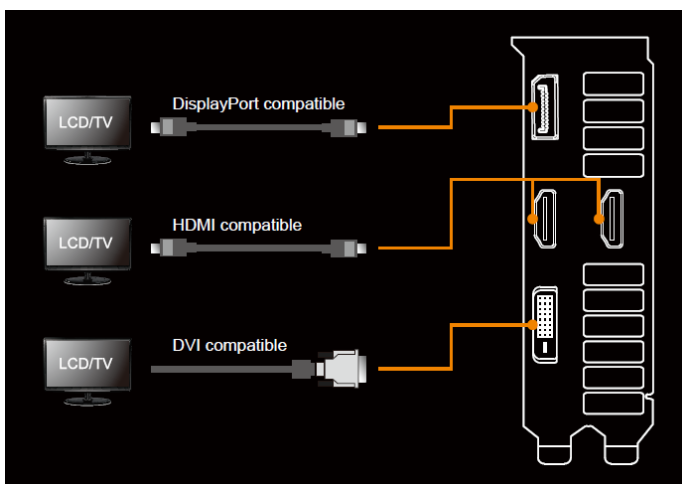 DisplayPort compatible
LCD/TV
HDMI compatible
LCD/TV
DVI compatible
LCD/TV